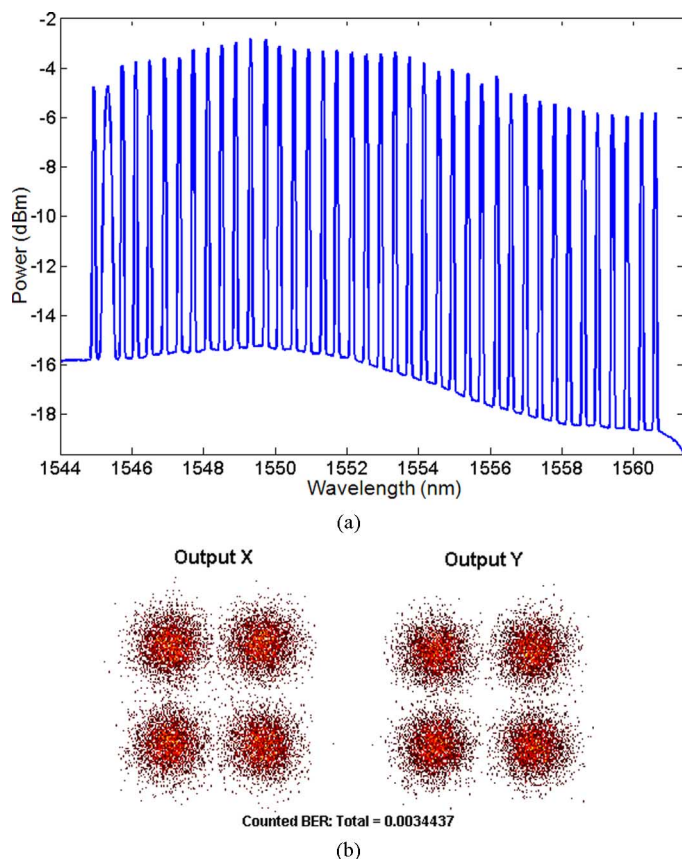 -2
-4
-6
-8
-10
-12
-14
-16
-18
Power (dBm)
1544 1546 1548 1550 1552 1554 1556 1558 1560
Wavelength (nm)
(a)
Output X Output Y
Counted BER: Total = 0.0034437
(b)